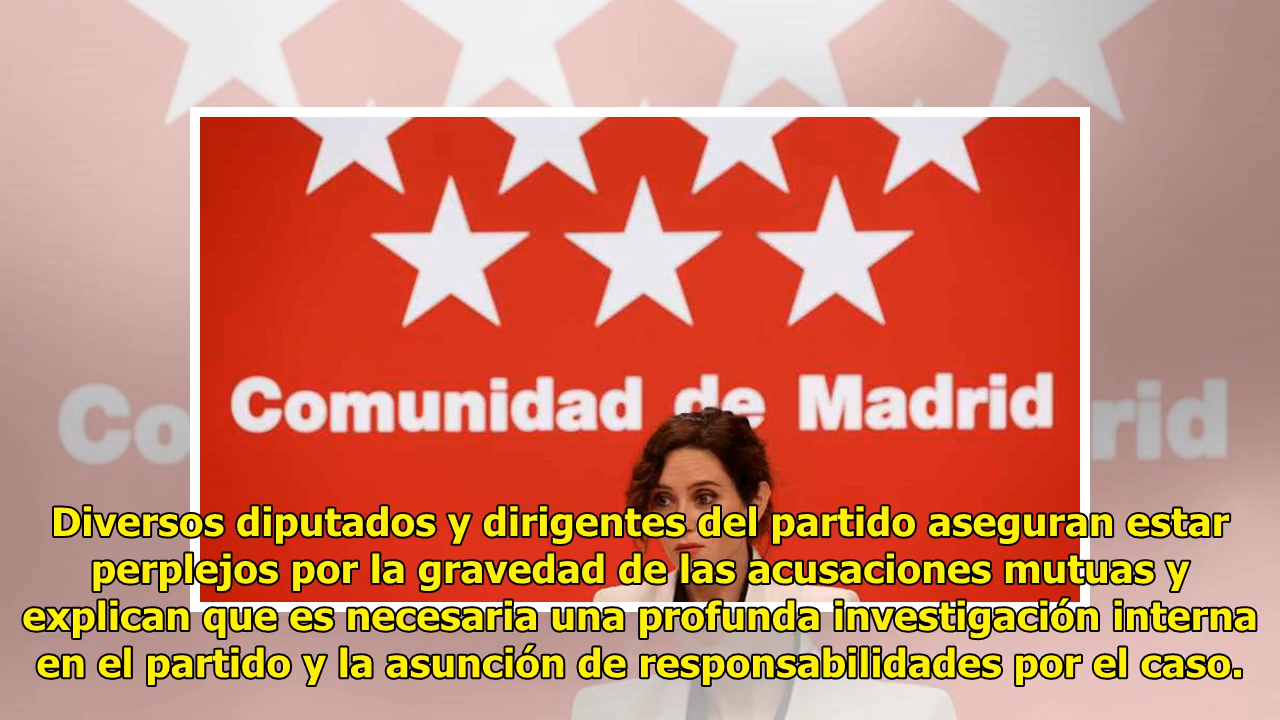 Comunidad de Madrid
Diversos diputados y dirigentes del partido aseguran estar
perplejos por la gravedad de las acusaciones mutuas y
explican que es necesaria una profunda investigación interna
en el partido y la asunción de responsabilidades por el caso.